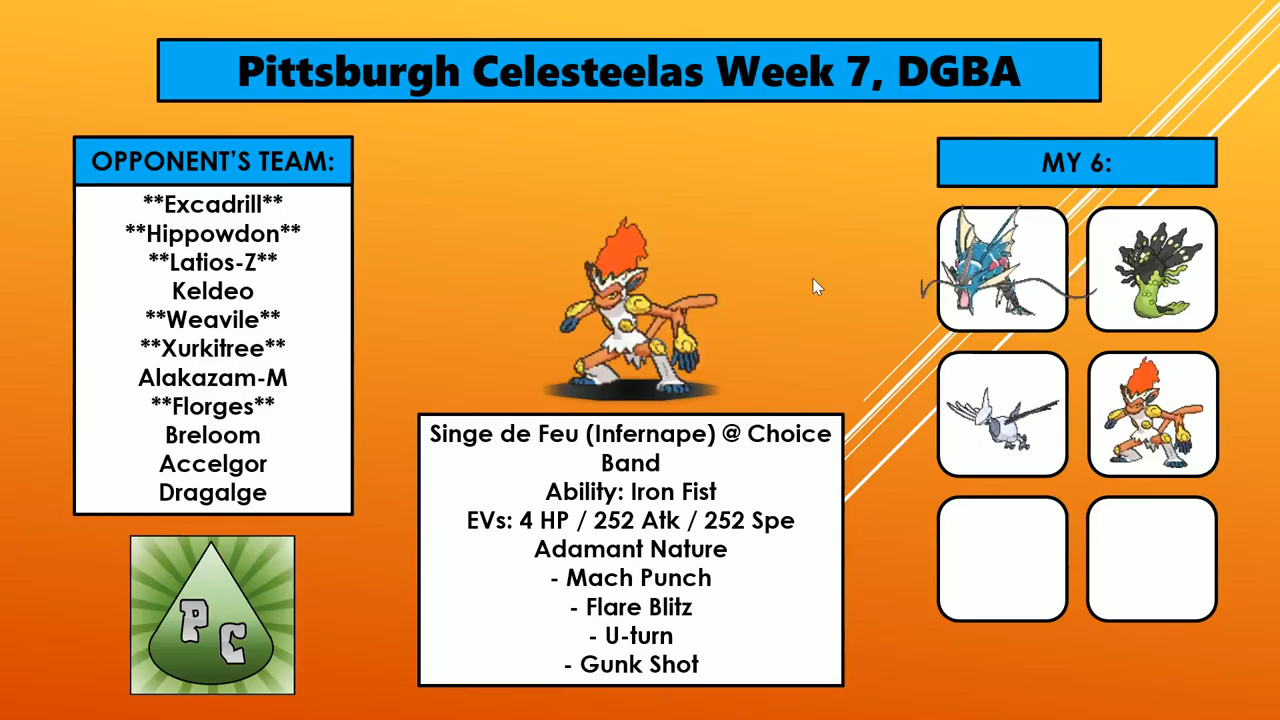 Pittsburgh Celesteelas Week 7, DGBA
OPPONENT'S TEAM:
**Excadrill**
**Hippowdon**
**Latios-Z**
Keldeo
**Weavile**
**Xurkitree**
Alakazam-M
**Florges**
Breloom
Accelgor
Dragalge
PC
Singe de Feu (Infernape) @ Choice
Band
Ability: Iron Fist
EVs: 4 HP / 252 Atk / 252 Spe
Adamant Nature
- Mach Punch
- Flare Blitz
- U-turn
- Gunk Shot
MY 6: